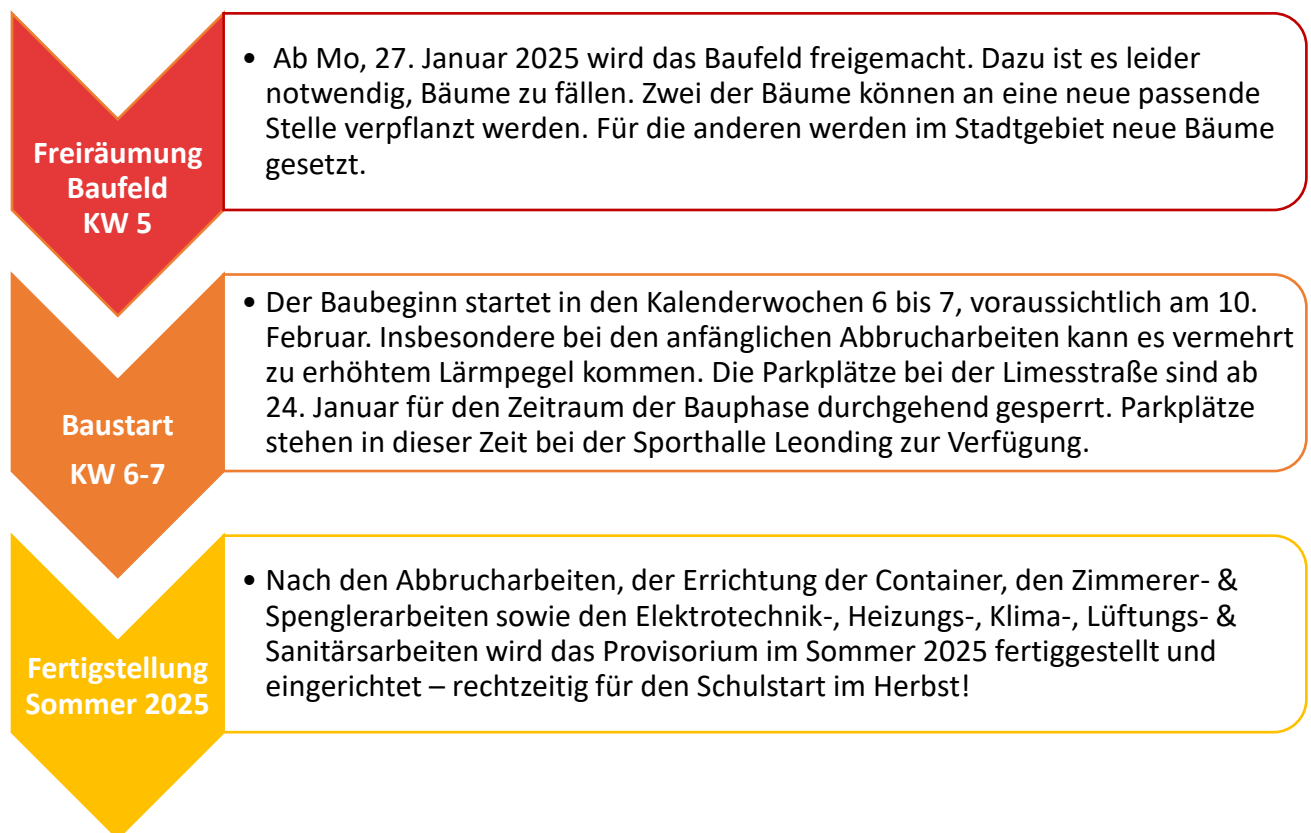 Freiräumung
Baufeld
KW 5
• Ab Mo, 27. Januar 2025 wird das Baufeld freigemacht. Dazu ist es leider
notwendig, Bäume zu fällen. Zwei der Bäume können an eine neue passende
Stelle verpflanzt werden. Für die anderen werden im Stadtgebiet neue Bäume
gesetzt.
Baustart
KW 6-7
• Der Baubeginn startet in den Kalenderwochen 6 bis 7, voraussichtlich am 10.
Februar. Insbesondere bei den anfänglichen Abbrucharbeiten kann es vermehrt
zu erhöhtem Lärmpegel kommen. Die Parkplätze bei der Limesstraße sind ab
24. Januar für den Zeitraum der Bauphase durchgehend gesperrt. Parkplätze
stehen in dieser Zeit bei der Sporthalle Leonding zur Verfügung.
Fertigstellung
Sommer 2025
• Nach den Abbrucharbeiten, der Errichtung der Container, den Zimmerer- &
Spenglerarbeiten sowie den Elektrotechnik-, Heizungs-, Klima-, Lüftungs- &
Sanitärsarbeiten wird das Provisorium im Sommer 2025 fertiggestellt und
eingerichtet – rechtzeitig für den Schulstart im Herbst!